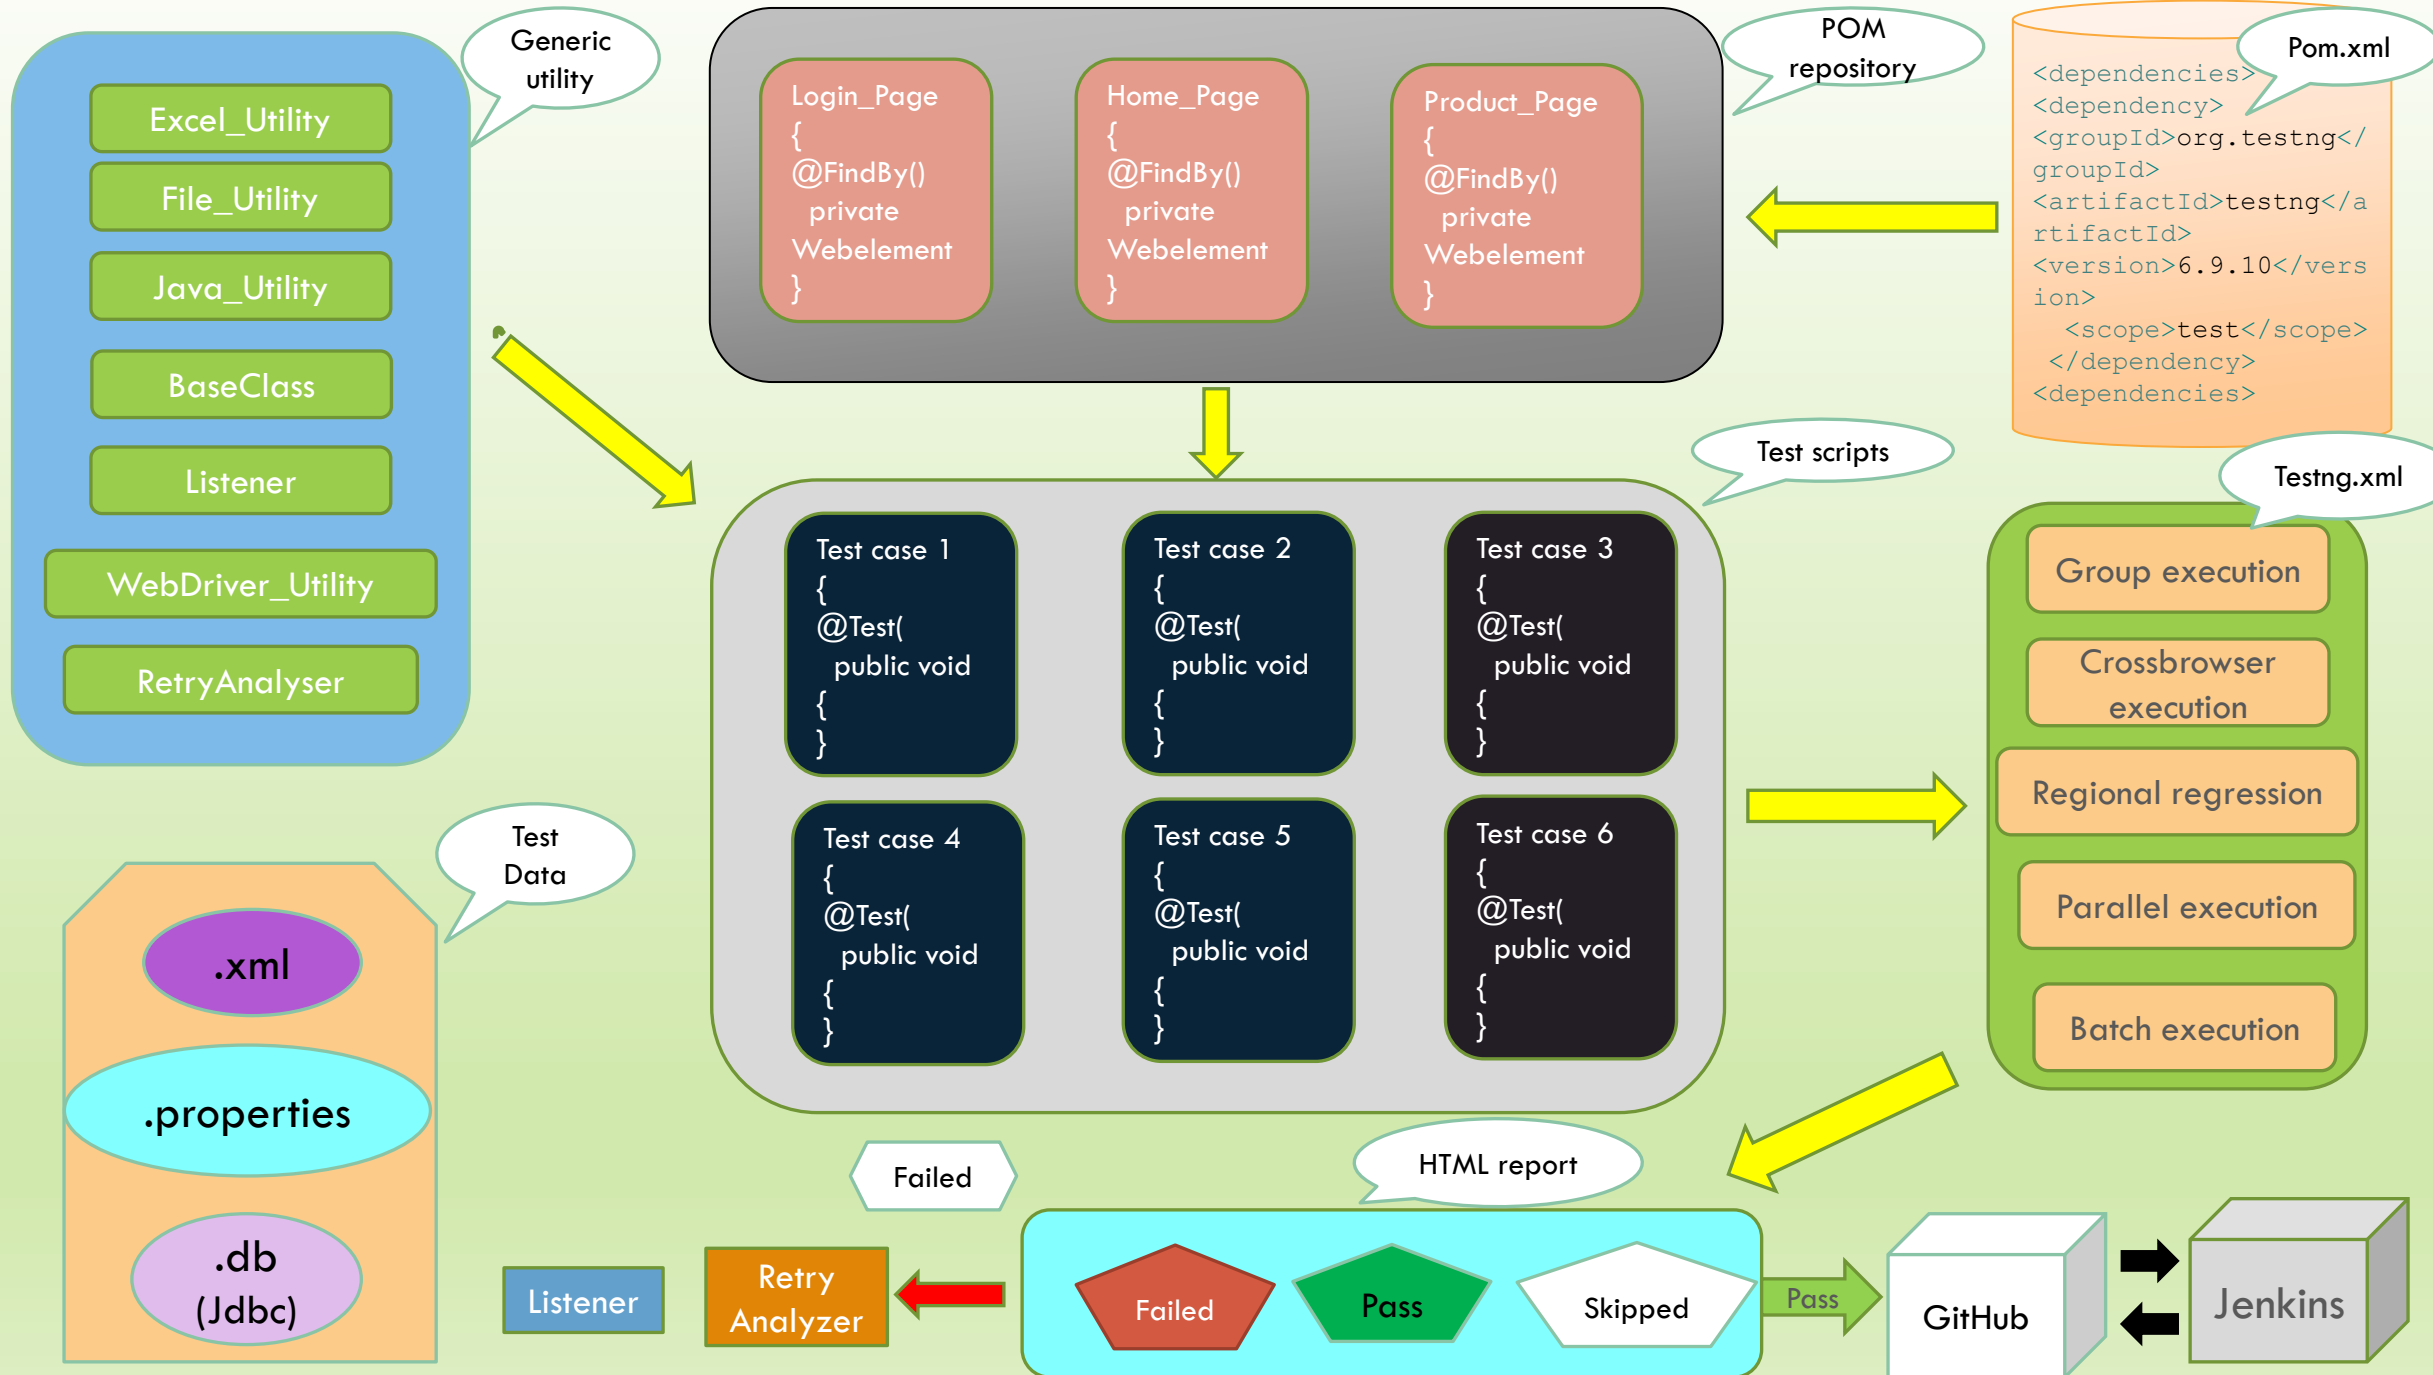 Generic
utility
Excel_Utility
File_Utility
Java_Utility
BaseClass
Listener
WebDriver_Utility
RetryAnalyser
POM
repository
Login_Page
{
@FindBy()
private
Webelement
}
Home_Page
{
@FindBy()
private
Webelement
}
Product_Page
{
@FindBy()
private
Webelement
}
Pom.xml
<dependencies>
<dependency>
<groupId>org.testng</
groupId>
<artifactId>testng</a
rtifactId>
<version>6.9.10</vers
ion>
<scope>test</scope>
</dependency>
<dependencies>
Test scripts
Test case 1
{
@Test(
public void
{
}
Test case 2
{
@Test(
public void
{
}
Test case 3
{
@Test(
public void
{
}
Test case 4
{
@Test(
public void
{
}
Test case 5
{
@Test(
public void
{
}
Test case 6
{
@Test(
public void
{
}
Testng.xml
Group execution
Crossbrowser
execution
Regional regression
Parallel execution
Batch execution
Test
Data
.xml
.properties
.db
(Jdbc)
Failed
HTML report
Listener
Retry
Analyzer
Failed
Pass
Skipped
Pass
GitHub
Jenkins